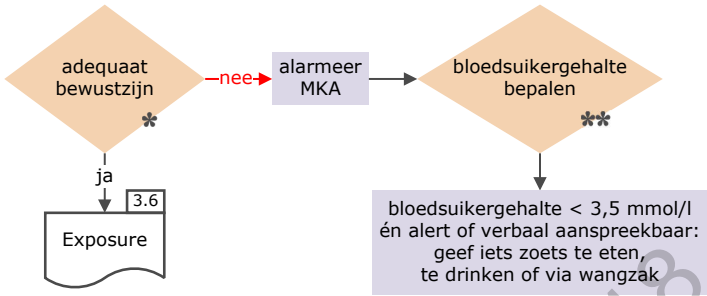 adequaat
bewustzijn
*
nee
alarmeer
MKA
bloedsuikergehalte
bepalen
**
ja
3.6
Exposure
bloedsuikergehalte < 3,5 mmol/l
én alert of verbaal aanspreekbaar:
geef iets zoets te eten,
te drinken of via wangzak